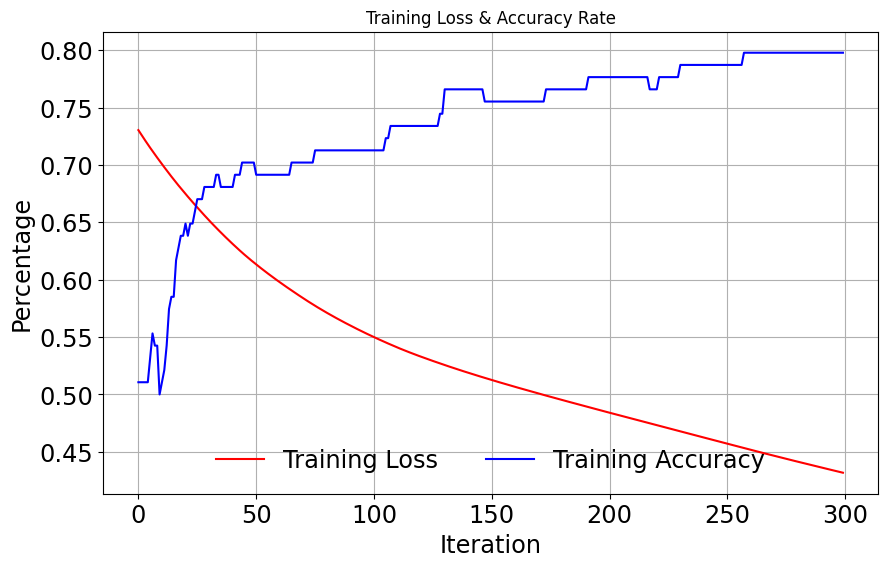 Training Loss & Accuracy Rate
0.80
0.75
0.70
0.65
0.60
0.55
0.50
0.45
Percentage
Training Loss Training Accuracy
0 50 100 150 200 250 300
Iteration